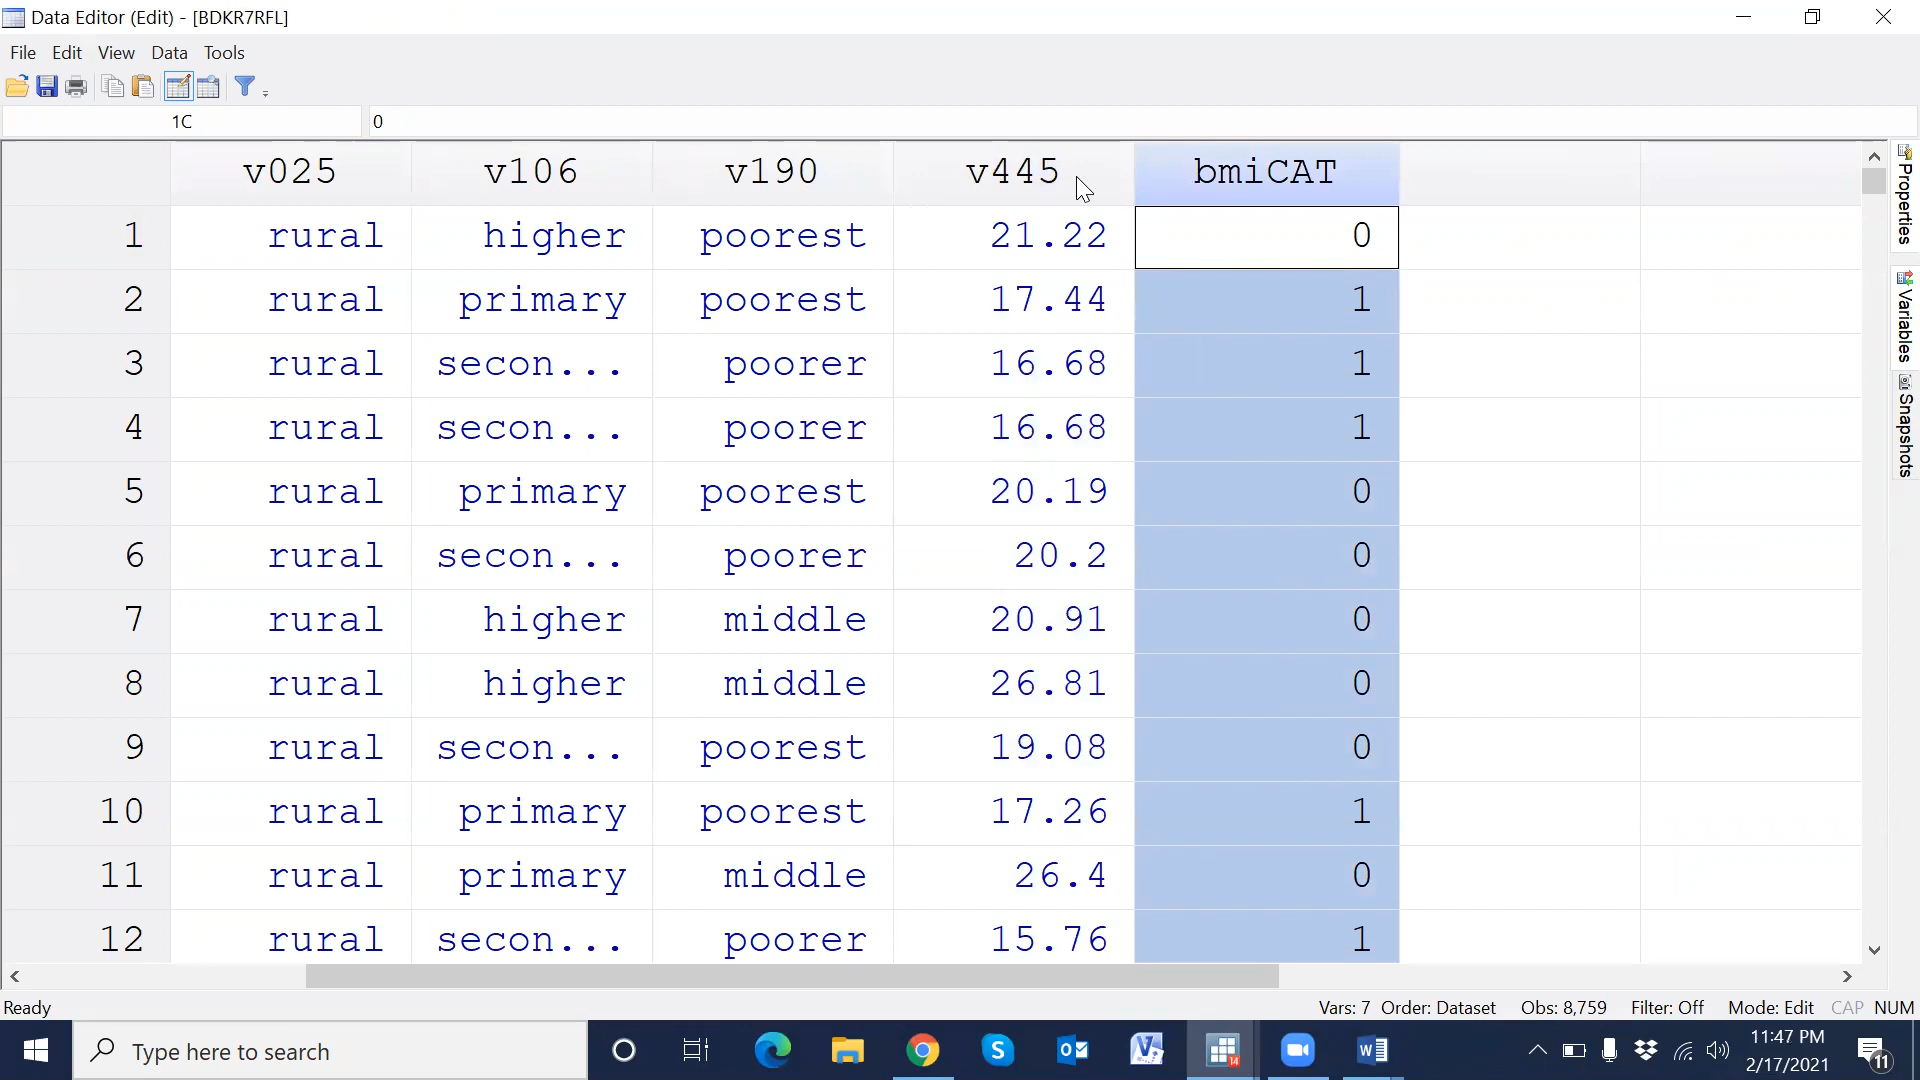 Data Editor (Edit) - [BDKR7RFL]
File Edit View Data Tools
1C 0
v025 v106 v190 v445 bmiCAT
1 rural higher poorest 21.22 0
2 rural primary poorest 17.44 1
3 rural secon... poorer 16.68 1
4 rural secon... poorer 16.68 1
5 rural primary poorest 20.19 0
6 rural secon... poorer 20.2 0
7 rural higher middle 20.91 0
8 rural higher middle 26.81 0
9 rural secon... poorest 19.08 0
10 rural primary poorest 17.26 1
11 rural primary middle 26.4 0
12 rural secon... poorer 15.76 1
Properties
Variables
Snapshots
Ready Vars: 7 Order: Dataset Obs: 8,759 Filter: Off Mode: Edit CAP NUM
Type here to search
14
11:47 PM
2/17/2021
11